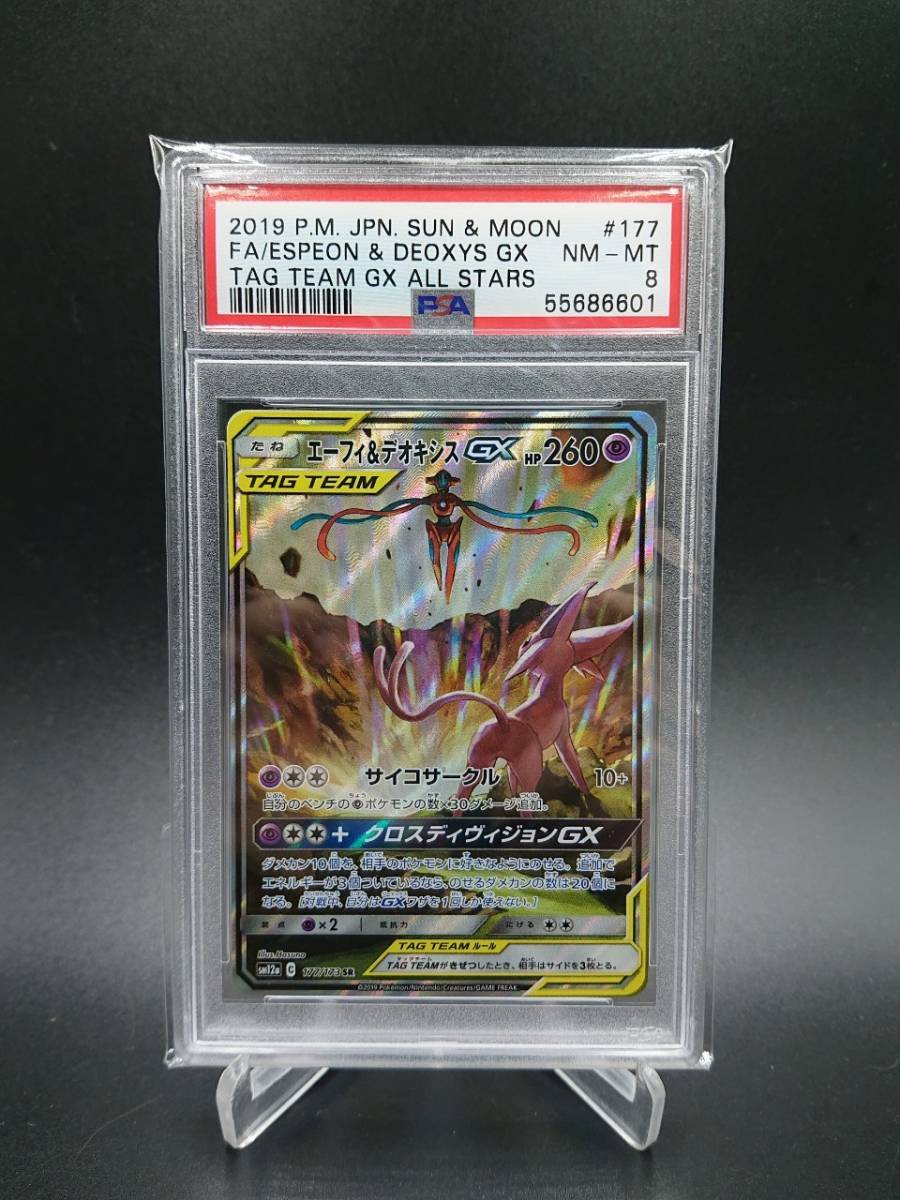 2019 P.M. JPN. SUN & MOON #177
FA/ESPEON & DEOXYS GX NM - MT
TAG TEAM GX ALL STARS 8
PSA 55686601
たね エーフィ&デオキシスGX HP260
TAG TEAM
サイコサークル 10+
自分のベンチのポケモンの数×30ダメージ追加。
+ クロスディヴィジョンGX
ダメカン10個を、相手のポケモンに好きなようにのせる。追加で
エネルギーが3個ついているなら、のせるダメカンの数は20個に
なる。[対戦中、自分はGXワザを1回しか使えない。]
弱点 ×2 抵抗力 にげる
TAG TEAM ルール
TAG TEAMがきぜつしたとき、相手はサイドを3枚とる。
illus.Hasuno
sm12a C 177/173 SR
©2019 Pokémon/Nintendo/Creatures/GAME FREAK.